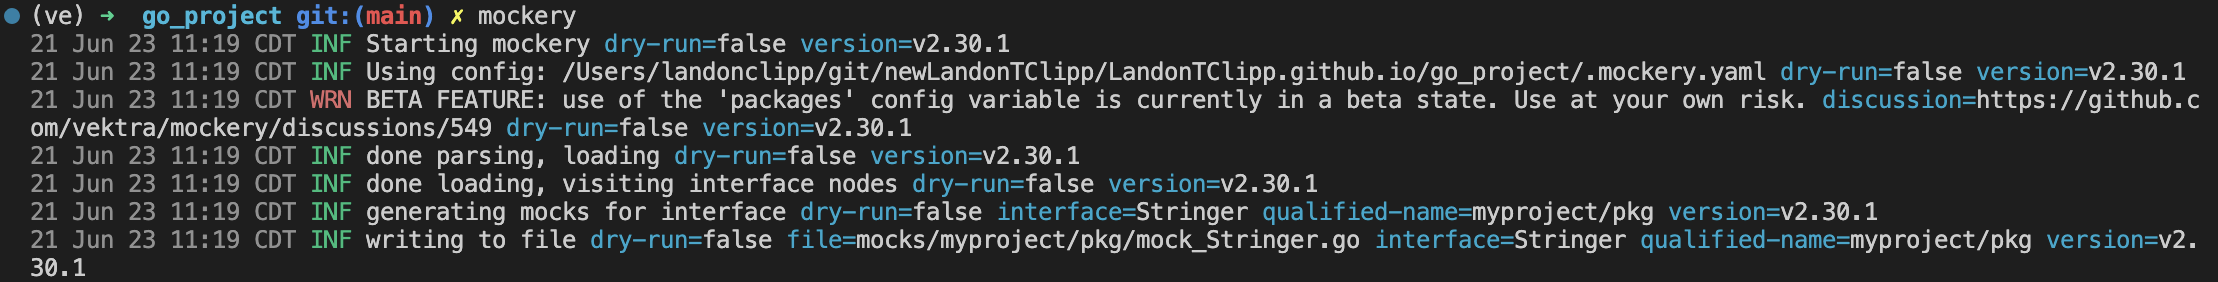 (ve) ➜  go_project git:(main) ✗ mockery
21 Jun 23 11:19 CDT INF Starting mockery dry-run=false version=v2.30.1
21 Jun 23 11:19 CDT INF Using config: /Users/landonclipp/git/newLandonTClipp/LandonTClipp.github.io/go_project/.mockery.yaml dry-run=false version=v2.30.1
21 Jun 23 11:19 CDT WRN BETA FEATURE: use of the 'packages' config variable is currently in a beta state. Use at your own risk. discussion=https://github.c
om/vektra/mockery/discussions/549 dry-run=false version=v2.30.1
21 Jun 23 11:19 CDT INF done parsing, loading dry-run=false version=v2.30.1
21 Jun 23 11:19 CDT INF done loading, visiting interface nodes dry-run=false version=v2.30.1
21 Jun 23 11:19 CDT INF generating mocks for interface dry-run=false interface=Stringer qualified-name=myproject/pkg version=v2.30.1
21 Jun 23 11:19 CDT INF writing to file dry-run=false file=mocks/myproject/pkg/mock_Stringer.go interface=Stringer qualified-name=myproject/pkg version=v2.
30.1